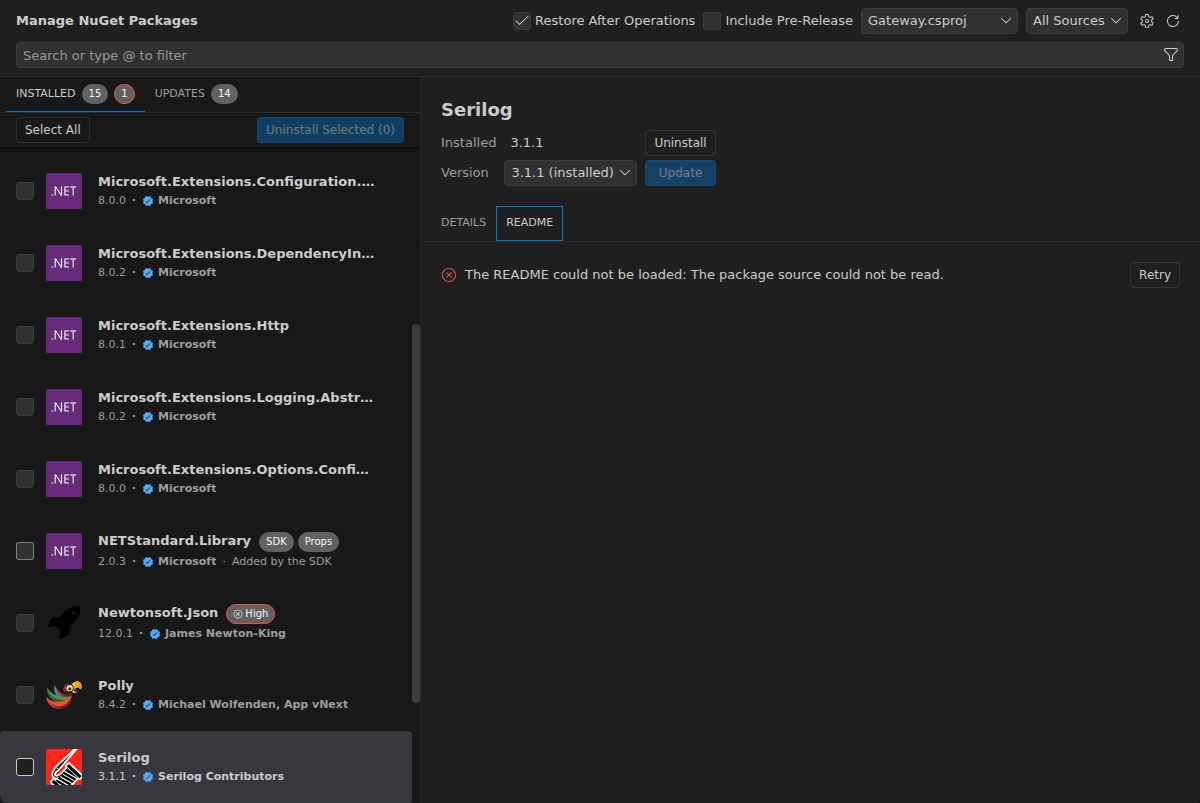 Manage NuGet Packages
Restore After Operations
Include Pre-Release
Gateway.csproj
All Sources
Search or type @ to filter
INSTALLED 15 1 UPDATES 14
Select All
Uninstall Selected (0)
.NET Microsoft.Extensions.Configuration....
8.0.0 · Microsoft
.NET Microsoft.Extensions.DependencyIn...
8.0.2 · Microsoft
.NET Microsoft.Extensions.Http
8.0.1 · Microsoft
.NET Microsoft.Extensions.Logging.Abstr...
8.0.2 · Microsoft
.NET Microsoft.Extensions.Options.Confi...
8.0.0 · Microsoft
.NET NETStandard.Library SDK Props
2.0.3 · Microsoft · Added by the SDK
Newtonsoft.Json High
12.0.1 · James Newton-King
Polly
8.4.2 · Michael Wolfenden, App vNext
Serilog
3.1.1 · Serilog Contributors
Serilog
Installed 3.1.1 Uninstall
Version 3.1.1 (installed) Update
DETAILS README
The README could not be loaded: The package source could not be read.
Retry